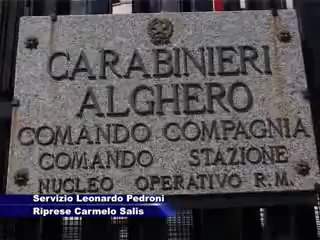 CARABINIERI
ALGHERO
COMANDO COMPAGNIA
COMANDO STAZIONE
NUCLEO OPERATIVO R.M.
Servizio Leonardo Pedroni
Riprese Carmelo Salis